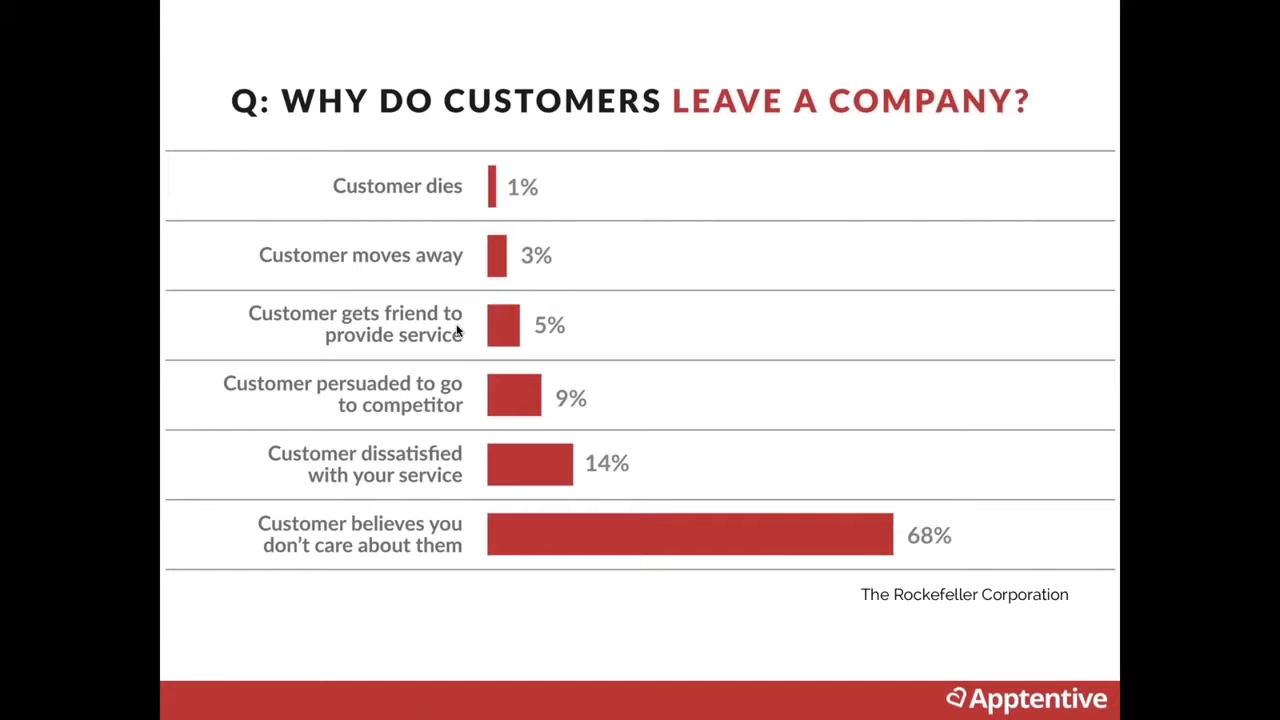 Q: WHY DO CUSTOMERS LEAVE A COMPANY?
Customer dies 1%
Customer moves away 3%
Customer gets friend to
provide service
5%
Customer persuaded to go
to competitor
9%
Customer dissatisfied
with your service
14%
Customer believes you
don't care about them
68%
The Rockefeller Corporation
Apptentive